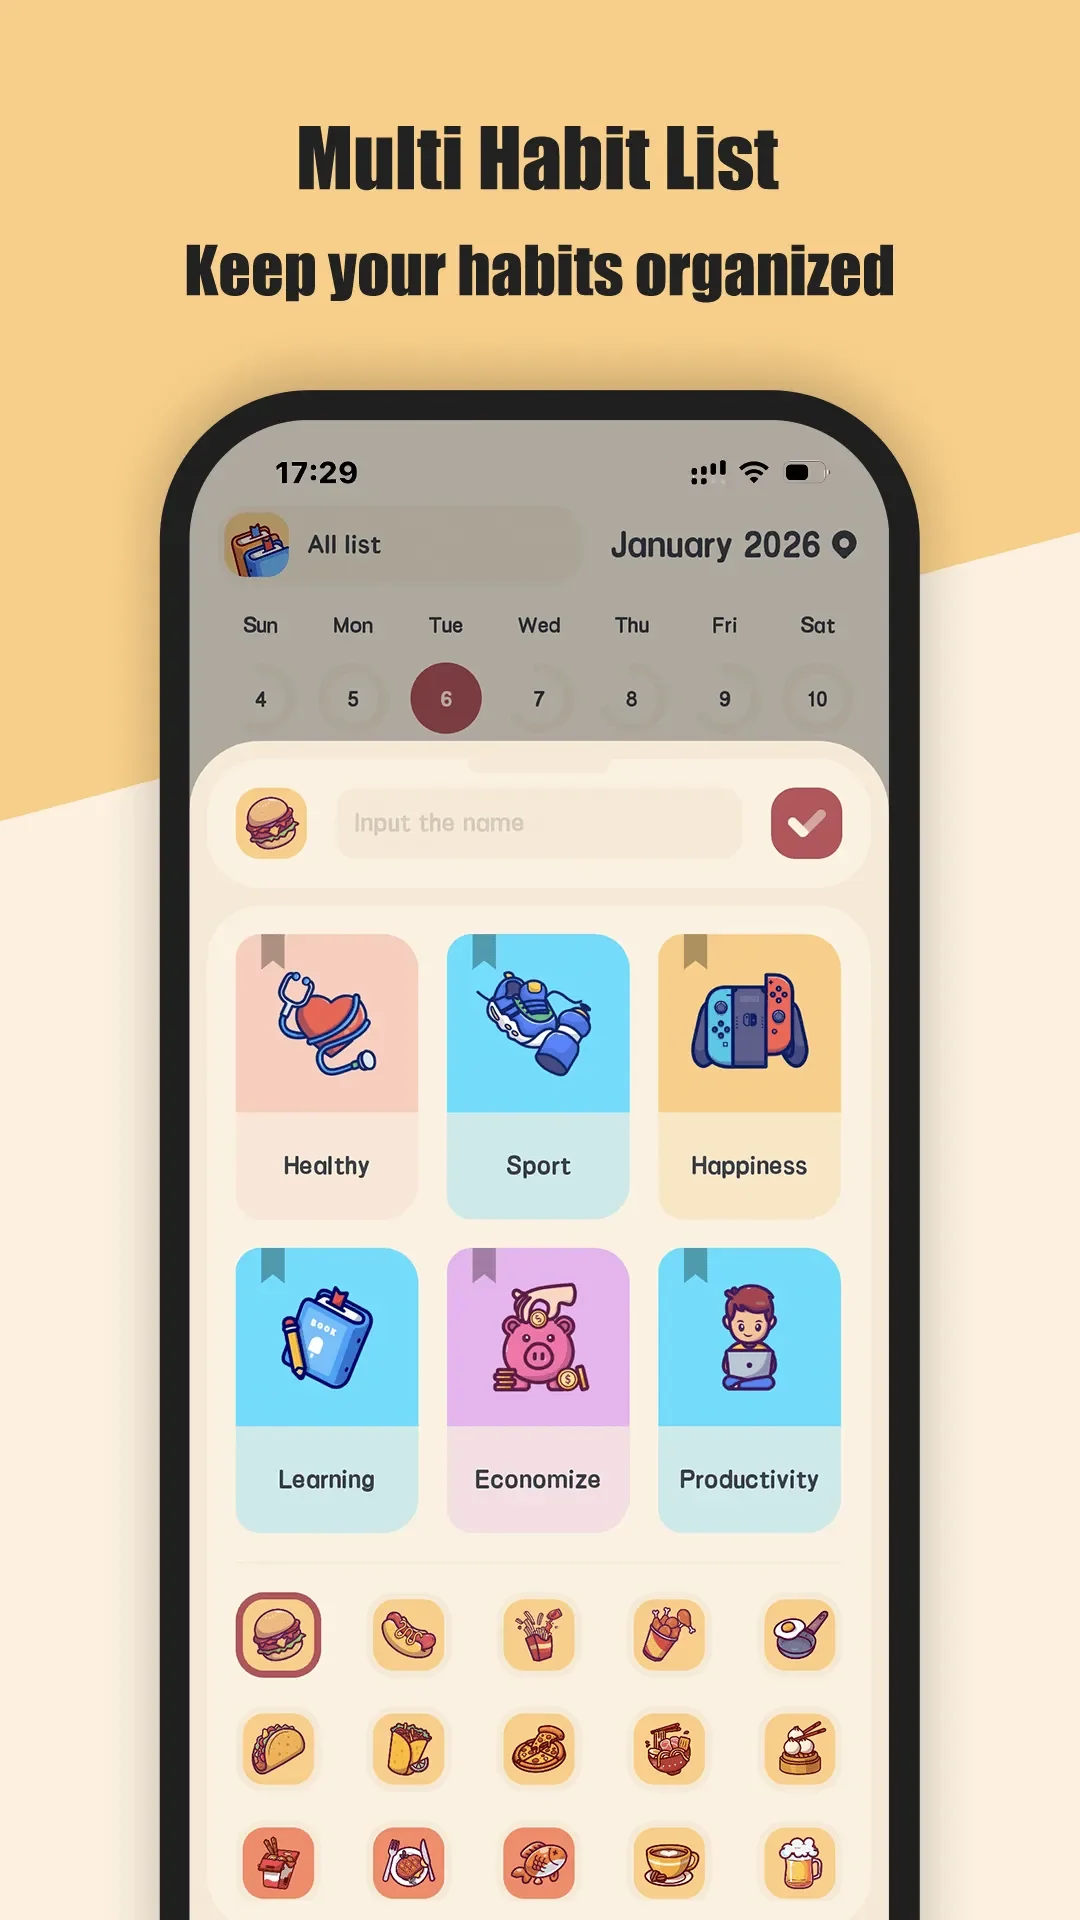 Multi Habit List
Keep your habits organized
17:29
All list
January 2026
Sun Mon Tue Wed Thu Fri Sat
4 5 6 7 8 9 10
Input the name
Healthy Sport Happiness
BOOK
Learning Economize Productivity